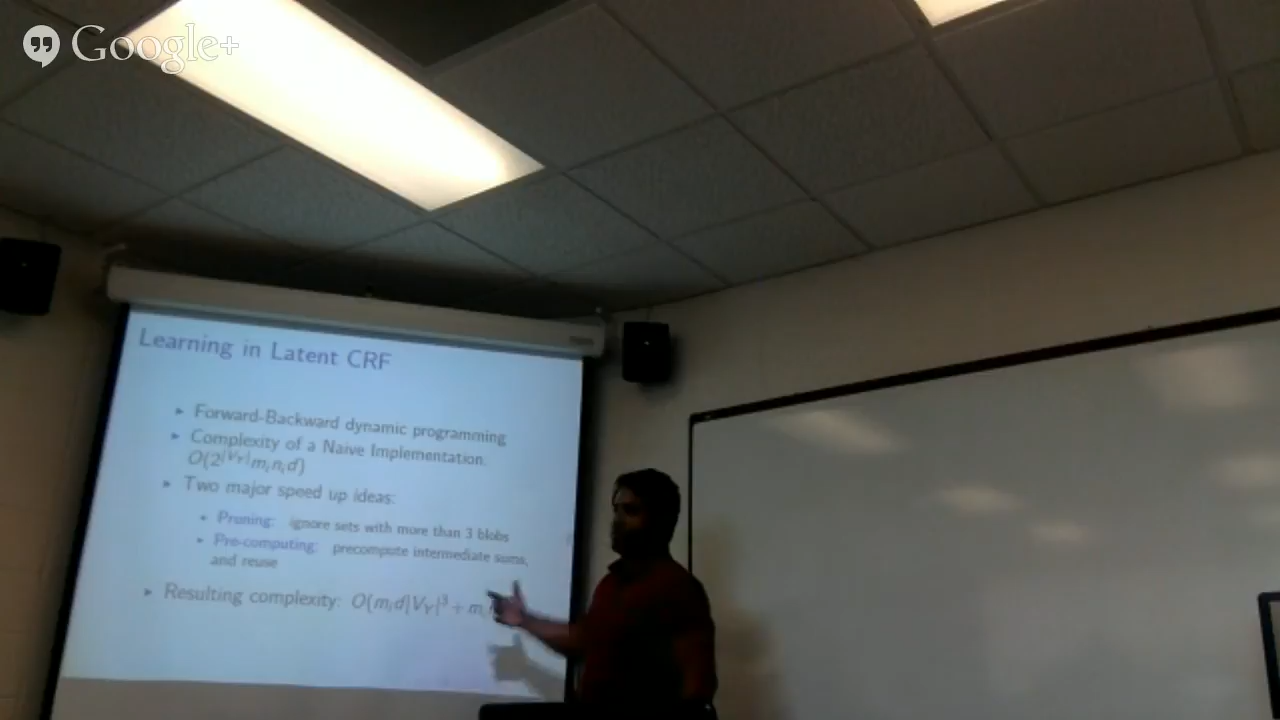 Google+
Learning in Latent CRF
▸ Forward-Backward dynamic programming
▸ Complexity of a Naive Implementation.
O(2^|V_Y| m_i n_i d)
▸ Two major speed up ideas:
• Pruning: ignore sets with more than 3 blobs
• Pre-computing: precompute intermediate sums,
and reuse
▸ Resulting complexity: O(m_i d|V_Y|³ + m_i